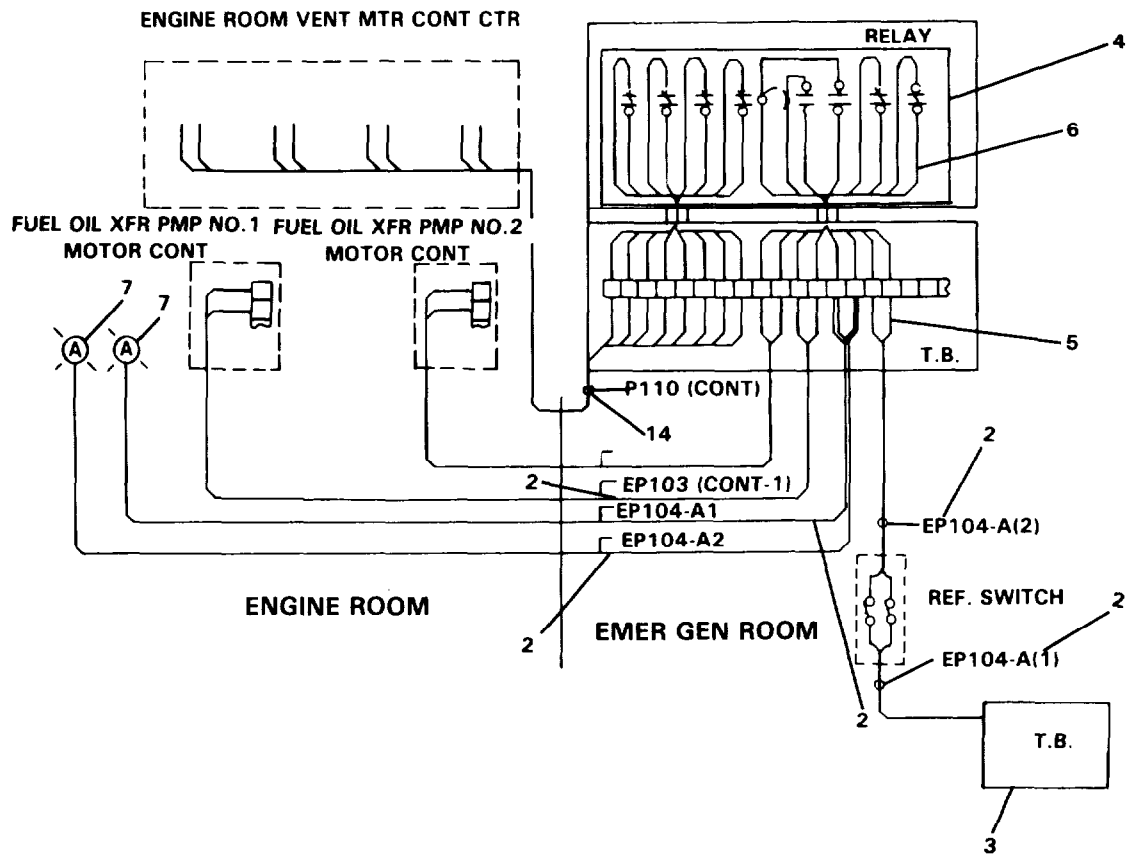 ENGINE ROOM VENT MTR CONT CTR
RELAY
4
6
FUEL OIL XFR PMP NO.1
MOTOR CONT
FUEL OIL XFR PMP NO.2
MOTOR CONT
7
7
A
A
5
T.B.
P110 (CONT)
14
2
2
EP103 (CONT-1)
EP104-A1
EP104-A2
EP104-A(2)
ENGINE ROOM
EMER GEN ROOM
REF. SWITCH
2
2
EP104-A(1)
2
T.B.
3